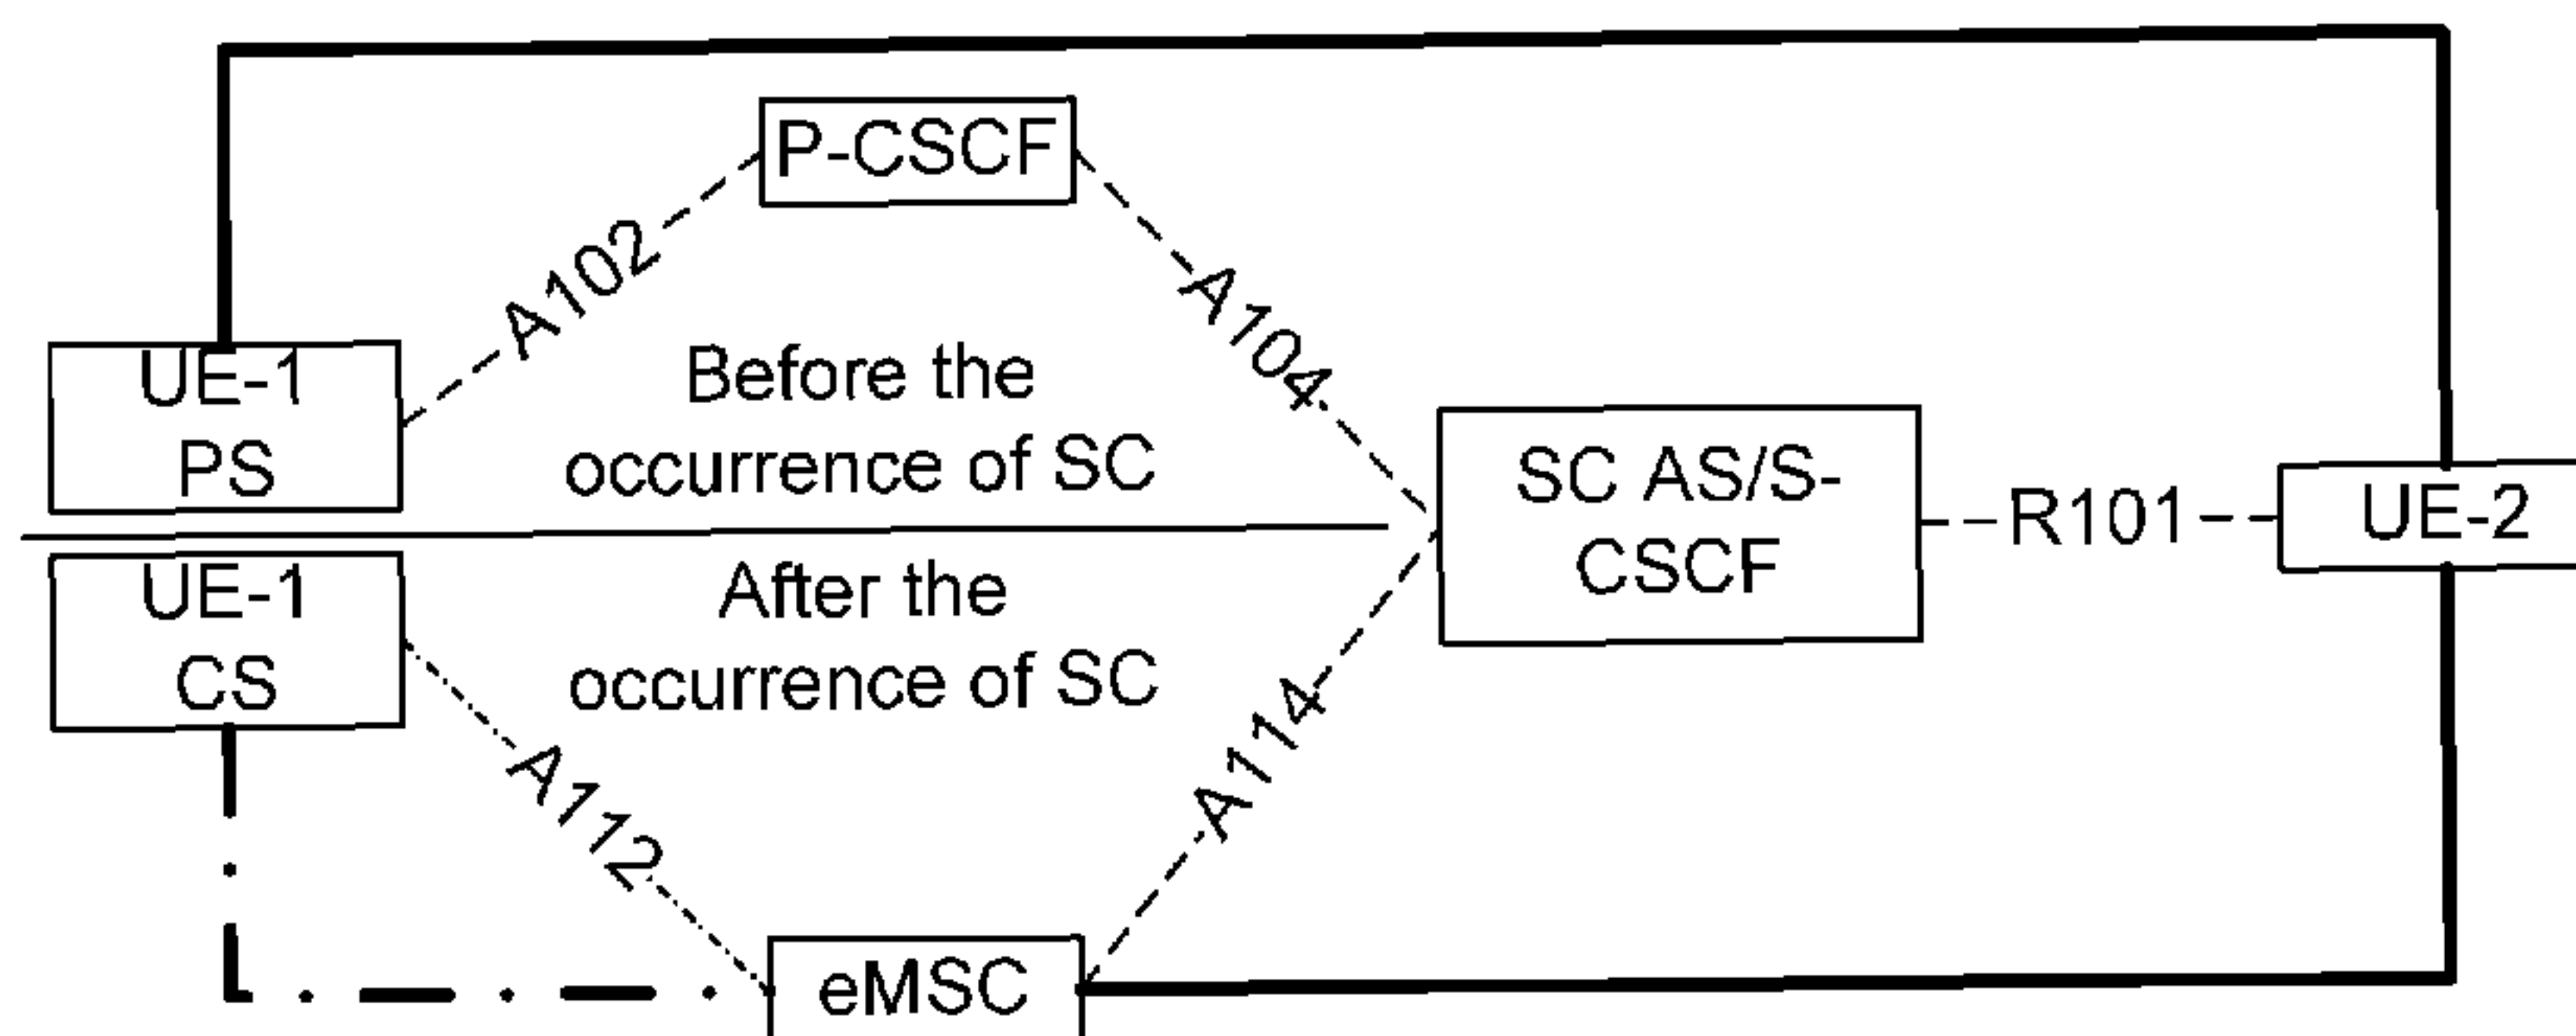 P-CSCF
A102
A104
UE-1
PS
Before the
occurrence of SC
SC AS/S-
CSCF
R101
UE-2
UE-1
CS
After the
occurrence of SC
A112
A114
eMSC